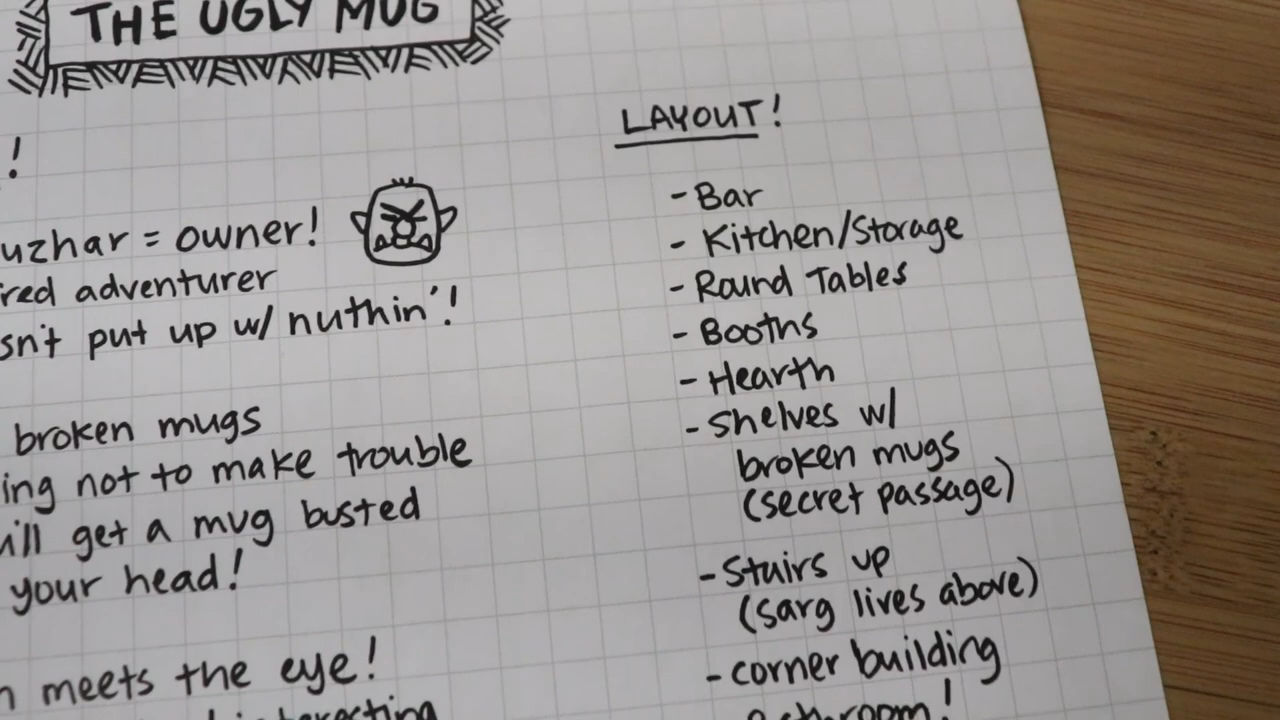 THE UGLY MUG
!
uzhar = owner!
red adventurer
sn't put up w/ nuthin'!
broken mugs
ing not to make trouble
ill get a mug busted
your head!
meets the eye!
LAYOUT!
- Bar
- Kitchen/Storage
- Round Tables
- Booths
- Hearth
- Shelves w/
broken mugs
(secret passage)
- Stairs up
(sarg lives above)
- corner building